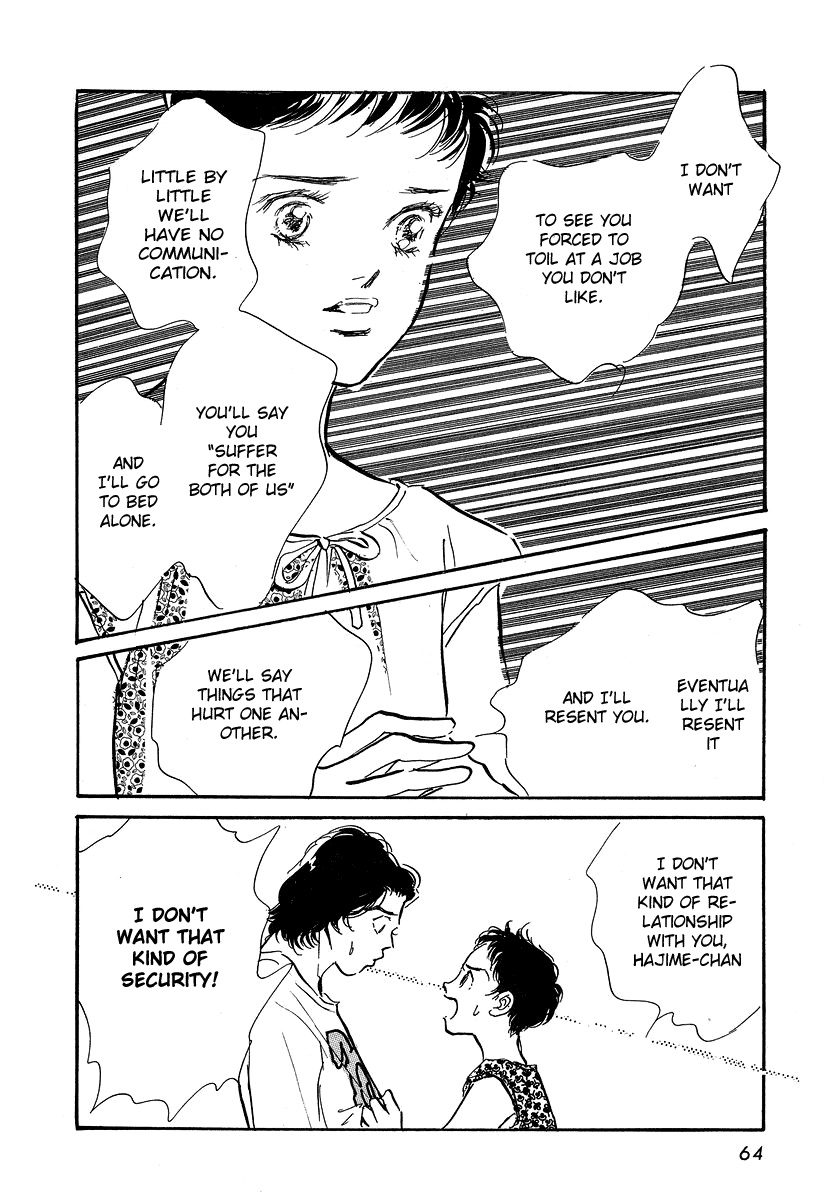 I DON'T
WANT
TO SEE YOU
FORCED TO
TOIL AT A JOB
YOU DON'T
LIKE.
LITTLE BY
LITTLE
WE'LL
HAVE NO
COMMUNI-
CATION.
YOU'LL SAY
YOU
"SUFFER
FOR THE
BOTH OF US"
AND
I'LL GO
TO BED
ALONE.
EVENTUA
LLY I'LL
RESENT
IT
AND I'LL
RESENT YOU.
WE'LL SAY
THINGS THAT
HURT ONE AN-
OTHER.
I DON'T
WANT THAT
KIND OF RE-
LATIONSHIP
WITH YOU,
HAJIME-CHAN
I DON'T
WANT THAT
KIND OF
SECURITY!
64